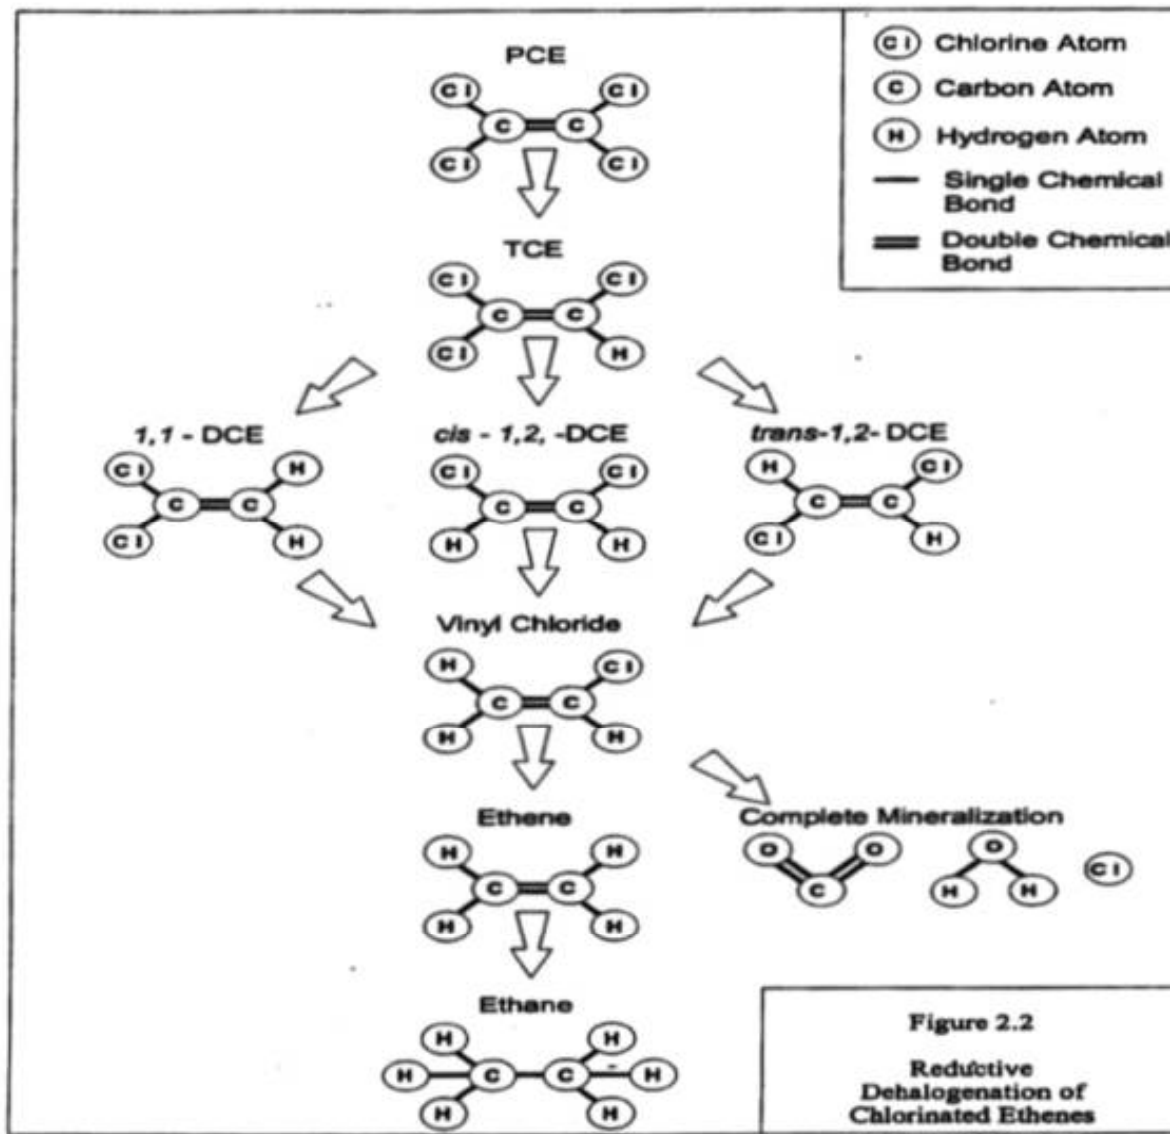 PCE
Cl Cl
C C
Cl Cl
TCE
Cl Cl
C C
Cl H
1,1 - DCE
Cl H
C C
Cl H
cis - 1,2, -DCE
Cl Cl
C C
H H
trans-1,2- DCE
H Cl
C C
Cl H
Vinyl Chloride
H Cl
C C
H H
Ethene
H H
C C
H H
Complete Mineralization
O O
C
O
H H
Cl
Ethane
H H
H C C H
H H
Cl Chlorine Atom
C Carbon Atom
H Hydrogen Atom
Single Chemical
Bond
Double Chemical
Bond
Figure 2.2
Reductive
Dehalogenation of
Chlorinated Ethenes